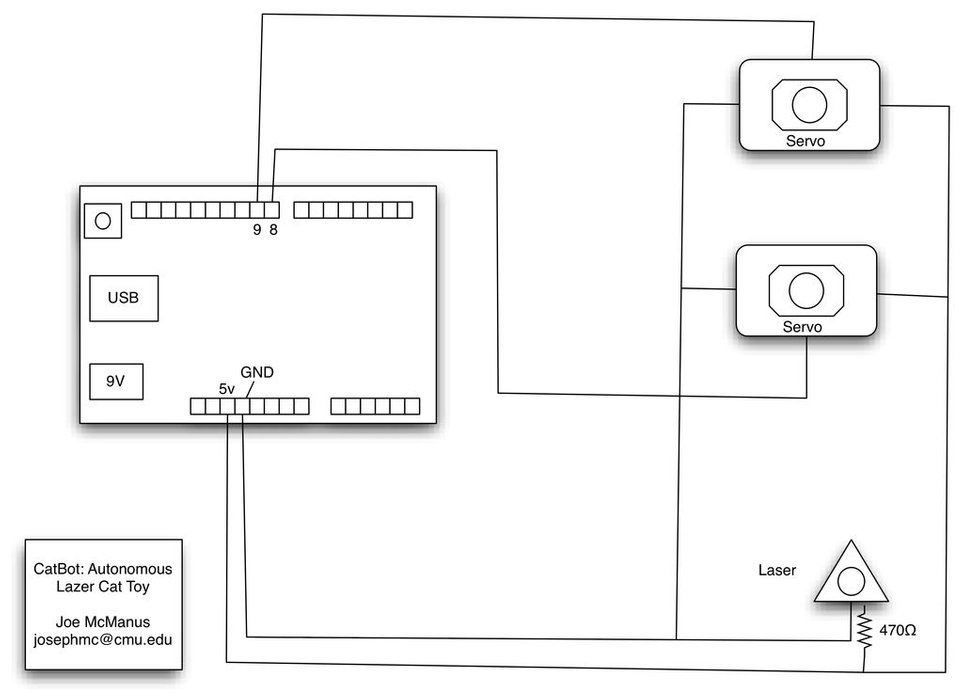 Servo
9 8
USB
Servo
9V
GND
5v
CatBot: Autonomous
Lazer Cat Toy
Joe McManus
josephmc@cmu.edu
Laser
470Ω